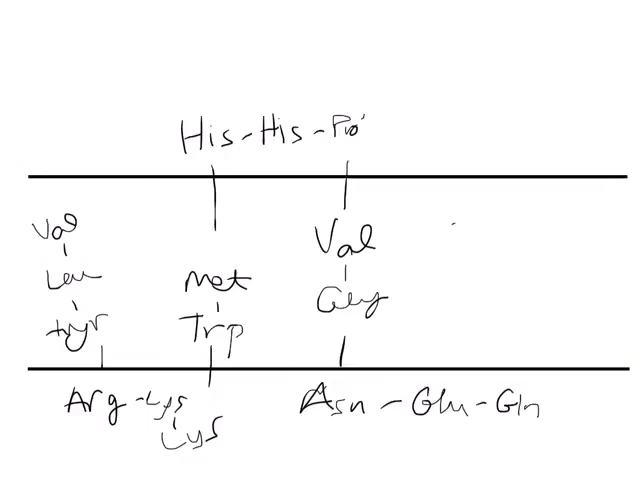 His-His-Pro
Val
Val
Leu
Met
Gly
tyr
Trp
Arg-Lys
Asn-Glu-Gln
Lys